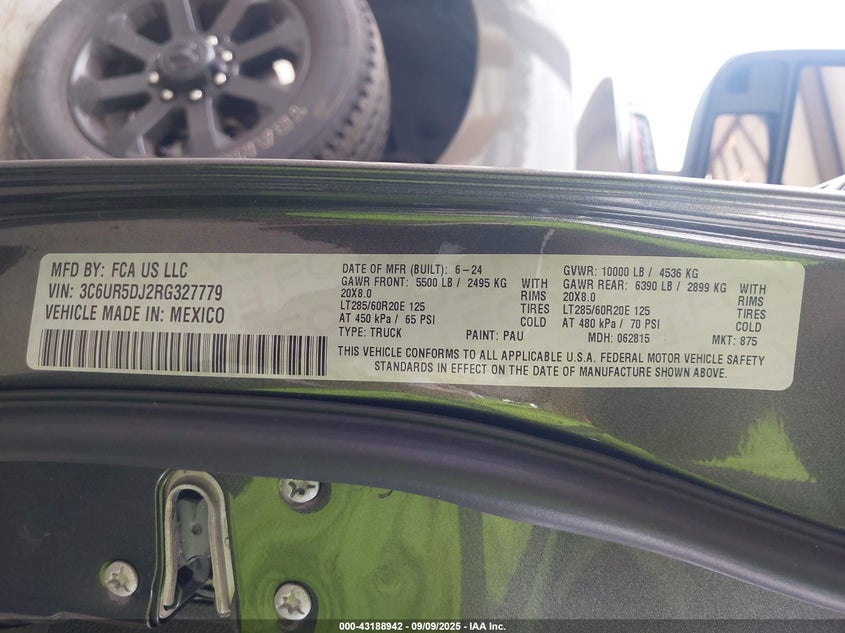 MFD BY: FCA US LLC
VIN: 3C6UR5DJ2RG327779
VEHICLE MADE IN: MEXICO
DATE OF MFR (BUILT): 6-24
GAWR FRONT: 5500 LB / 2495 KG WITH
20X8.0 RIMS
LT285/60R20E 125 TIRES
AT 450 kPa / 65 PSI COLD
TYPE: TRUCK PAINT: PAU
GVWR: 10000 LB / 4536 KG
GAWR REAR: 6390 LB / 2899 KG WITH
20X8.0 RIMS
LT285/60R20E 125 TIRES
AT 480 kPa / 70 PSI COLD
MDH: 062815 MKT: 875
THIS VEHICLE CONFORMS TO ALL APPLICABLE U.S.A. FEDERAL MOTOR VEHICLE SAFETY
STANDARDS IN EFFECT ON THE DATE OF MANUFACTURE SHOWN ABOVE.
000-43188942 - 09/09/2025 - IAA Inc.